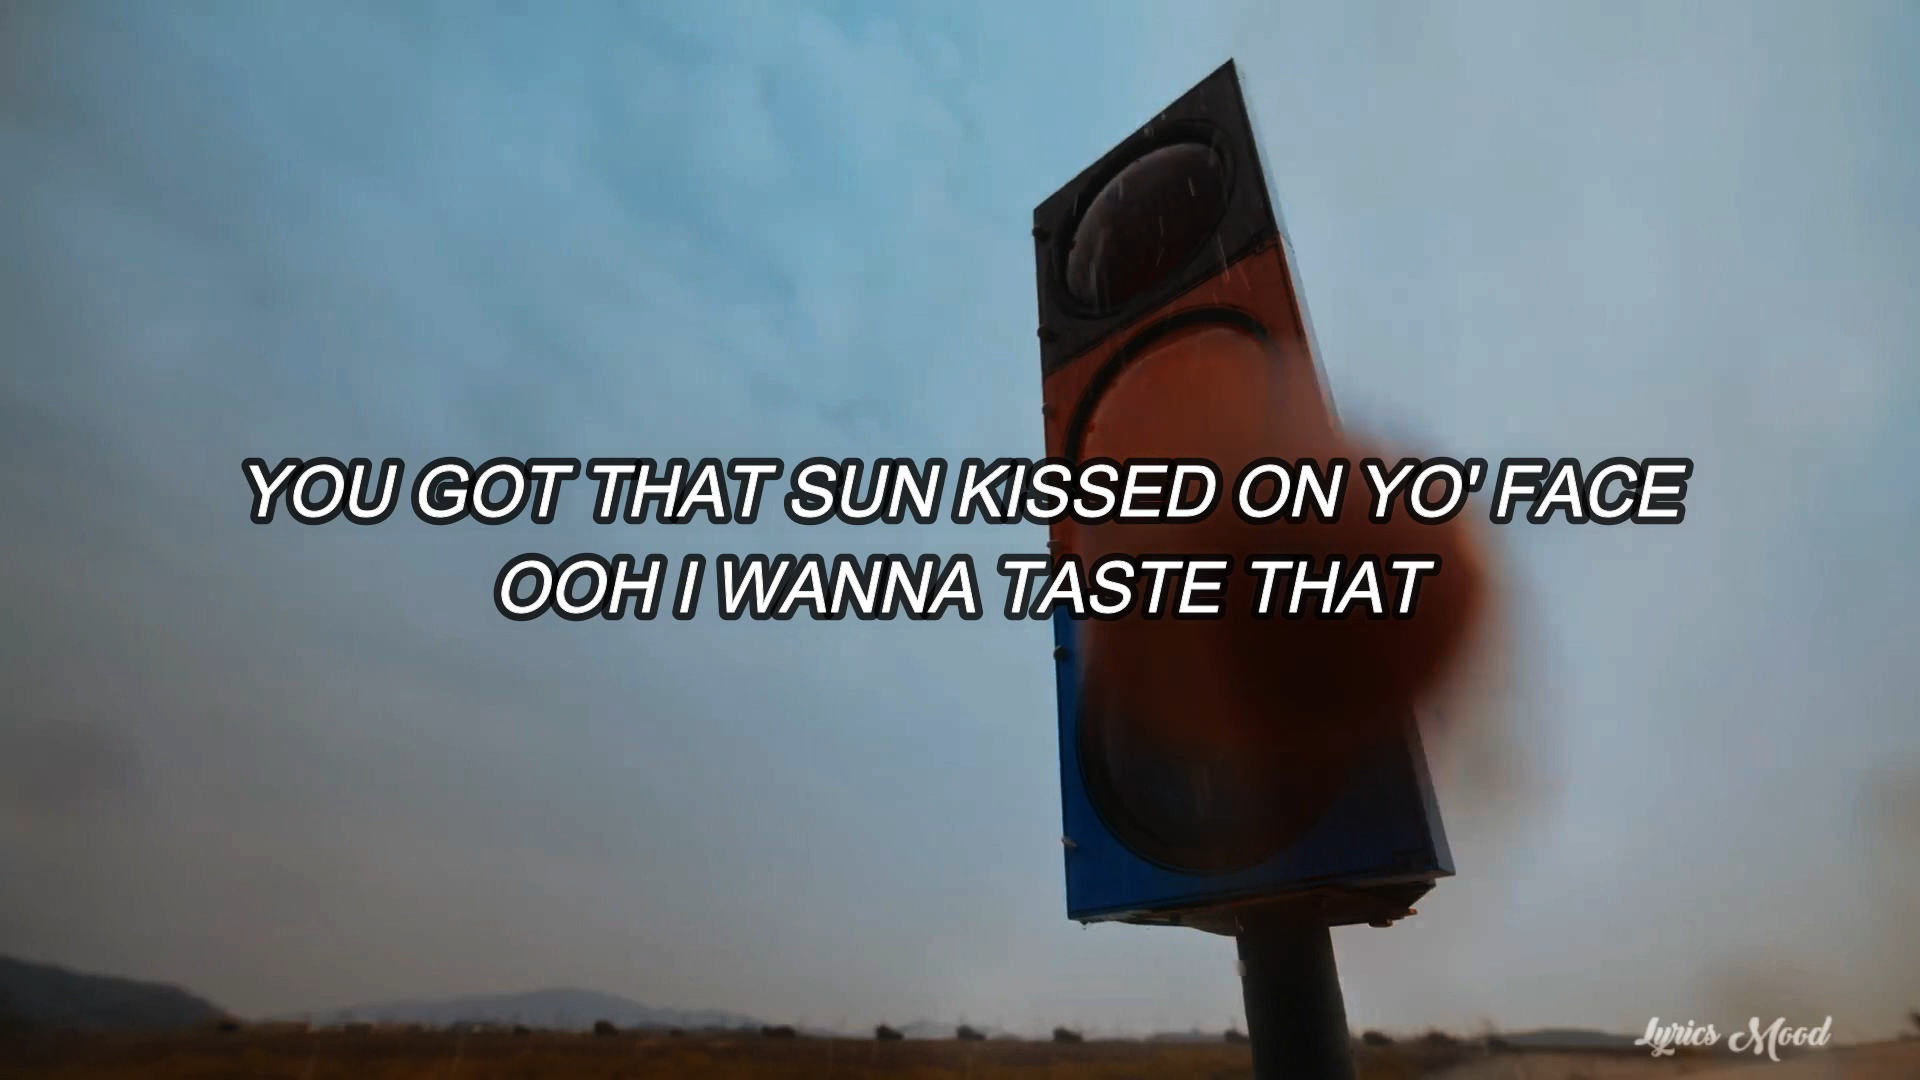 YOU GOT THAT SUN KISSED ON YO' FACE
OOH I WANNA TASTE THAT
Lyrics Mood